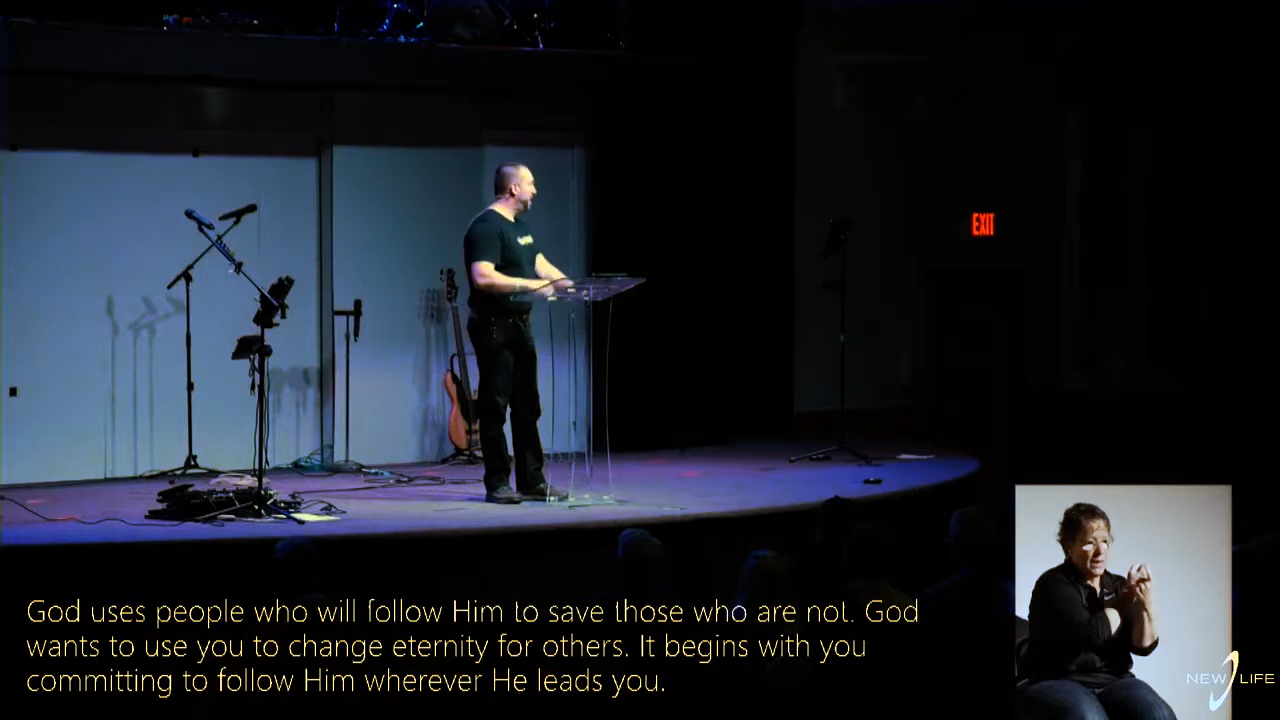 EXIT
God uses people who will follow Him to save those who are not. God
wants to use you to change eternity for others. It begins with you
committing to follow Him wherever He leads you.
NEW LIFE